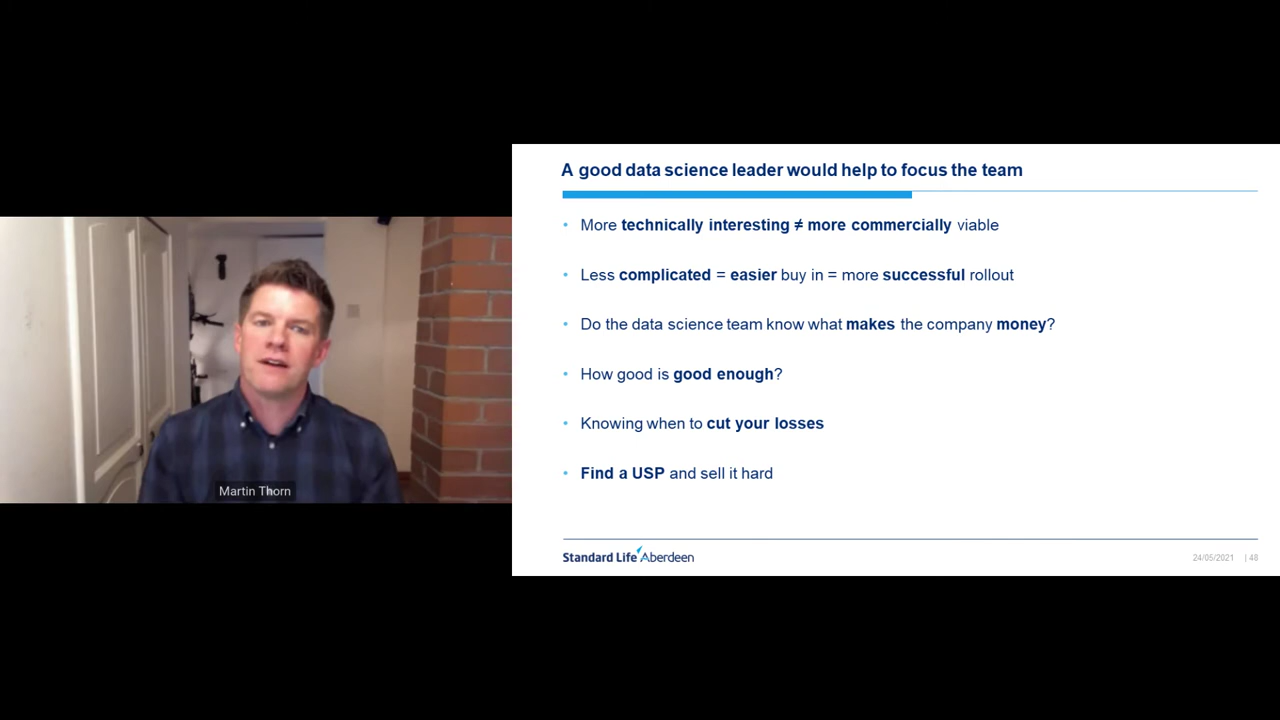 A good data science leader would help to focus the team
• More technically interesting ≠ more commercially viable
• Less complicated = easier buy in = more successful rollout
• Do the data science team know what makes the company money?
• How good is good enough?
• Knowing when to cut your losses
• Find a USP and sell it hard
Martin Thorn
Standard Life Aberdeen
24/05/2021 | 48